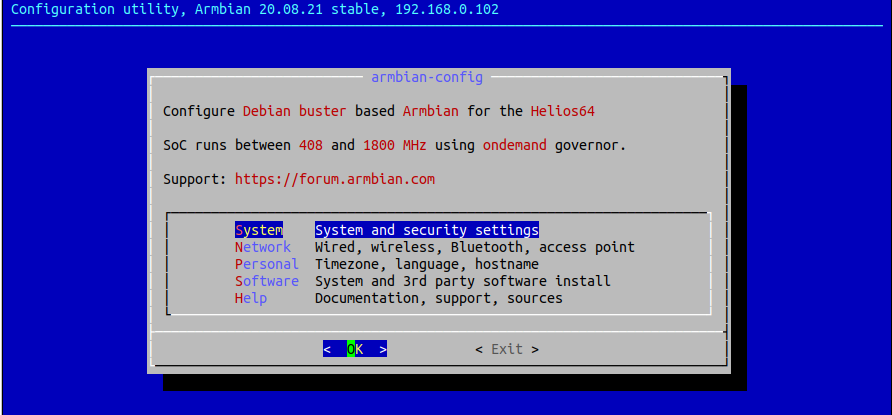 Configuration utility, Armbian 20.08.21 stable, 192.168.0.102
armbian-config
Configure Debian buster based Armbian for the Helios64
SoC runs between 408 and 1800 MHz using ondemand governor.
Support: https://forum.armbian.com
System System and security settings
Network Wired, wireless, Bluetooth, access point
Personal Timezone, language, hostname
Software System and 3rd party software install
Help Documentation, support, sources
< OK > < Exit >